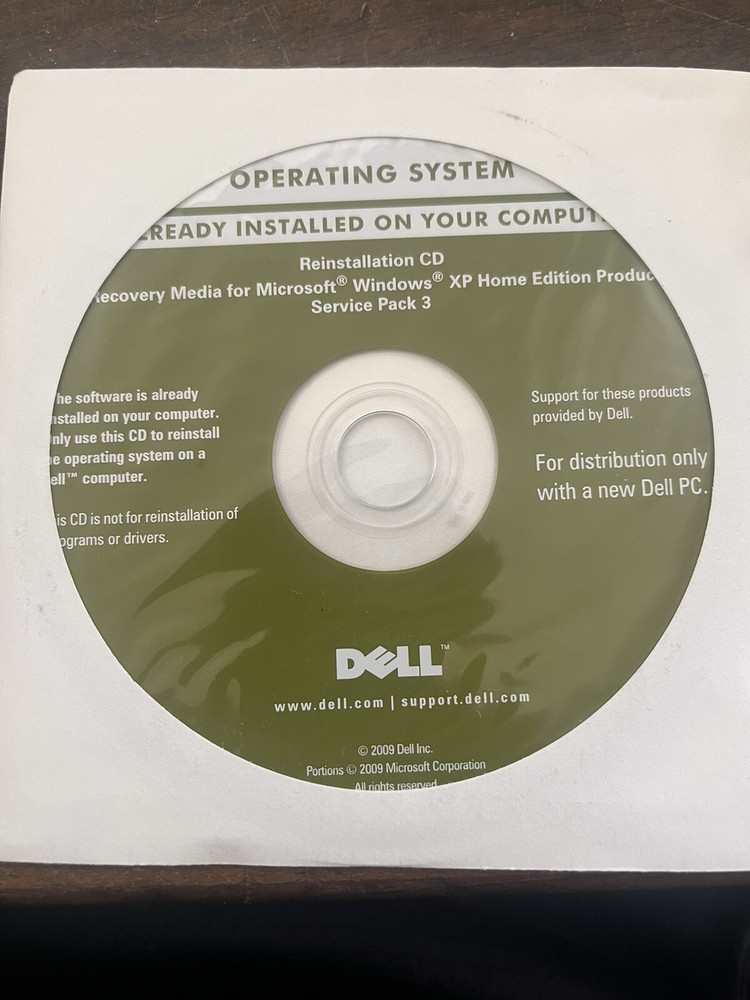 OPERATING SYSTEM
LREADY INSTALLED ON YOUR COMPUT
Reinstallation CD
ecovery Media for Microsoft® Windows® XP Home Edition Produc
Service Pack 3
he software is already
nstalled on your computer.
nly use this CD to reinstall
e operating system on a
ell™ computer.
is CD is not for reinstallation of
ograms or drivers.
Support for these products
provided by Dell.
For distribution only
with a new Dell PC.
DELL™
www.dell.com | support.dell.com
© 2009 Dell Inc.
Portions © 2009 Microsoft Corporation
All rights reserved